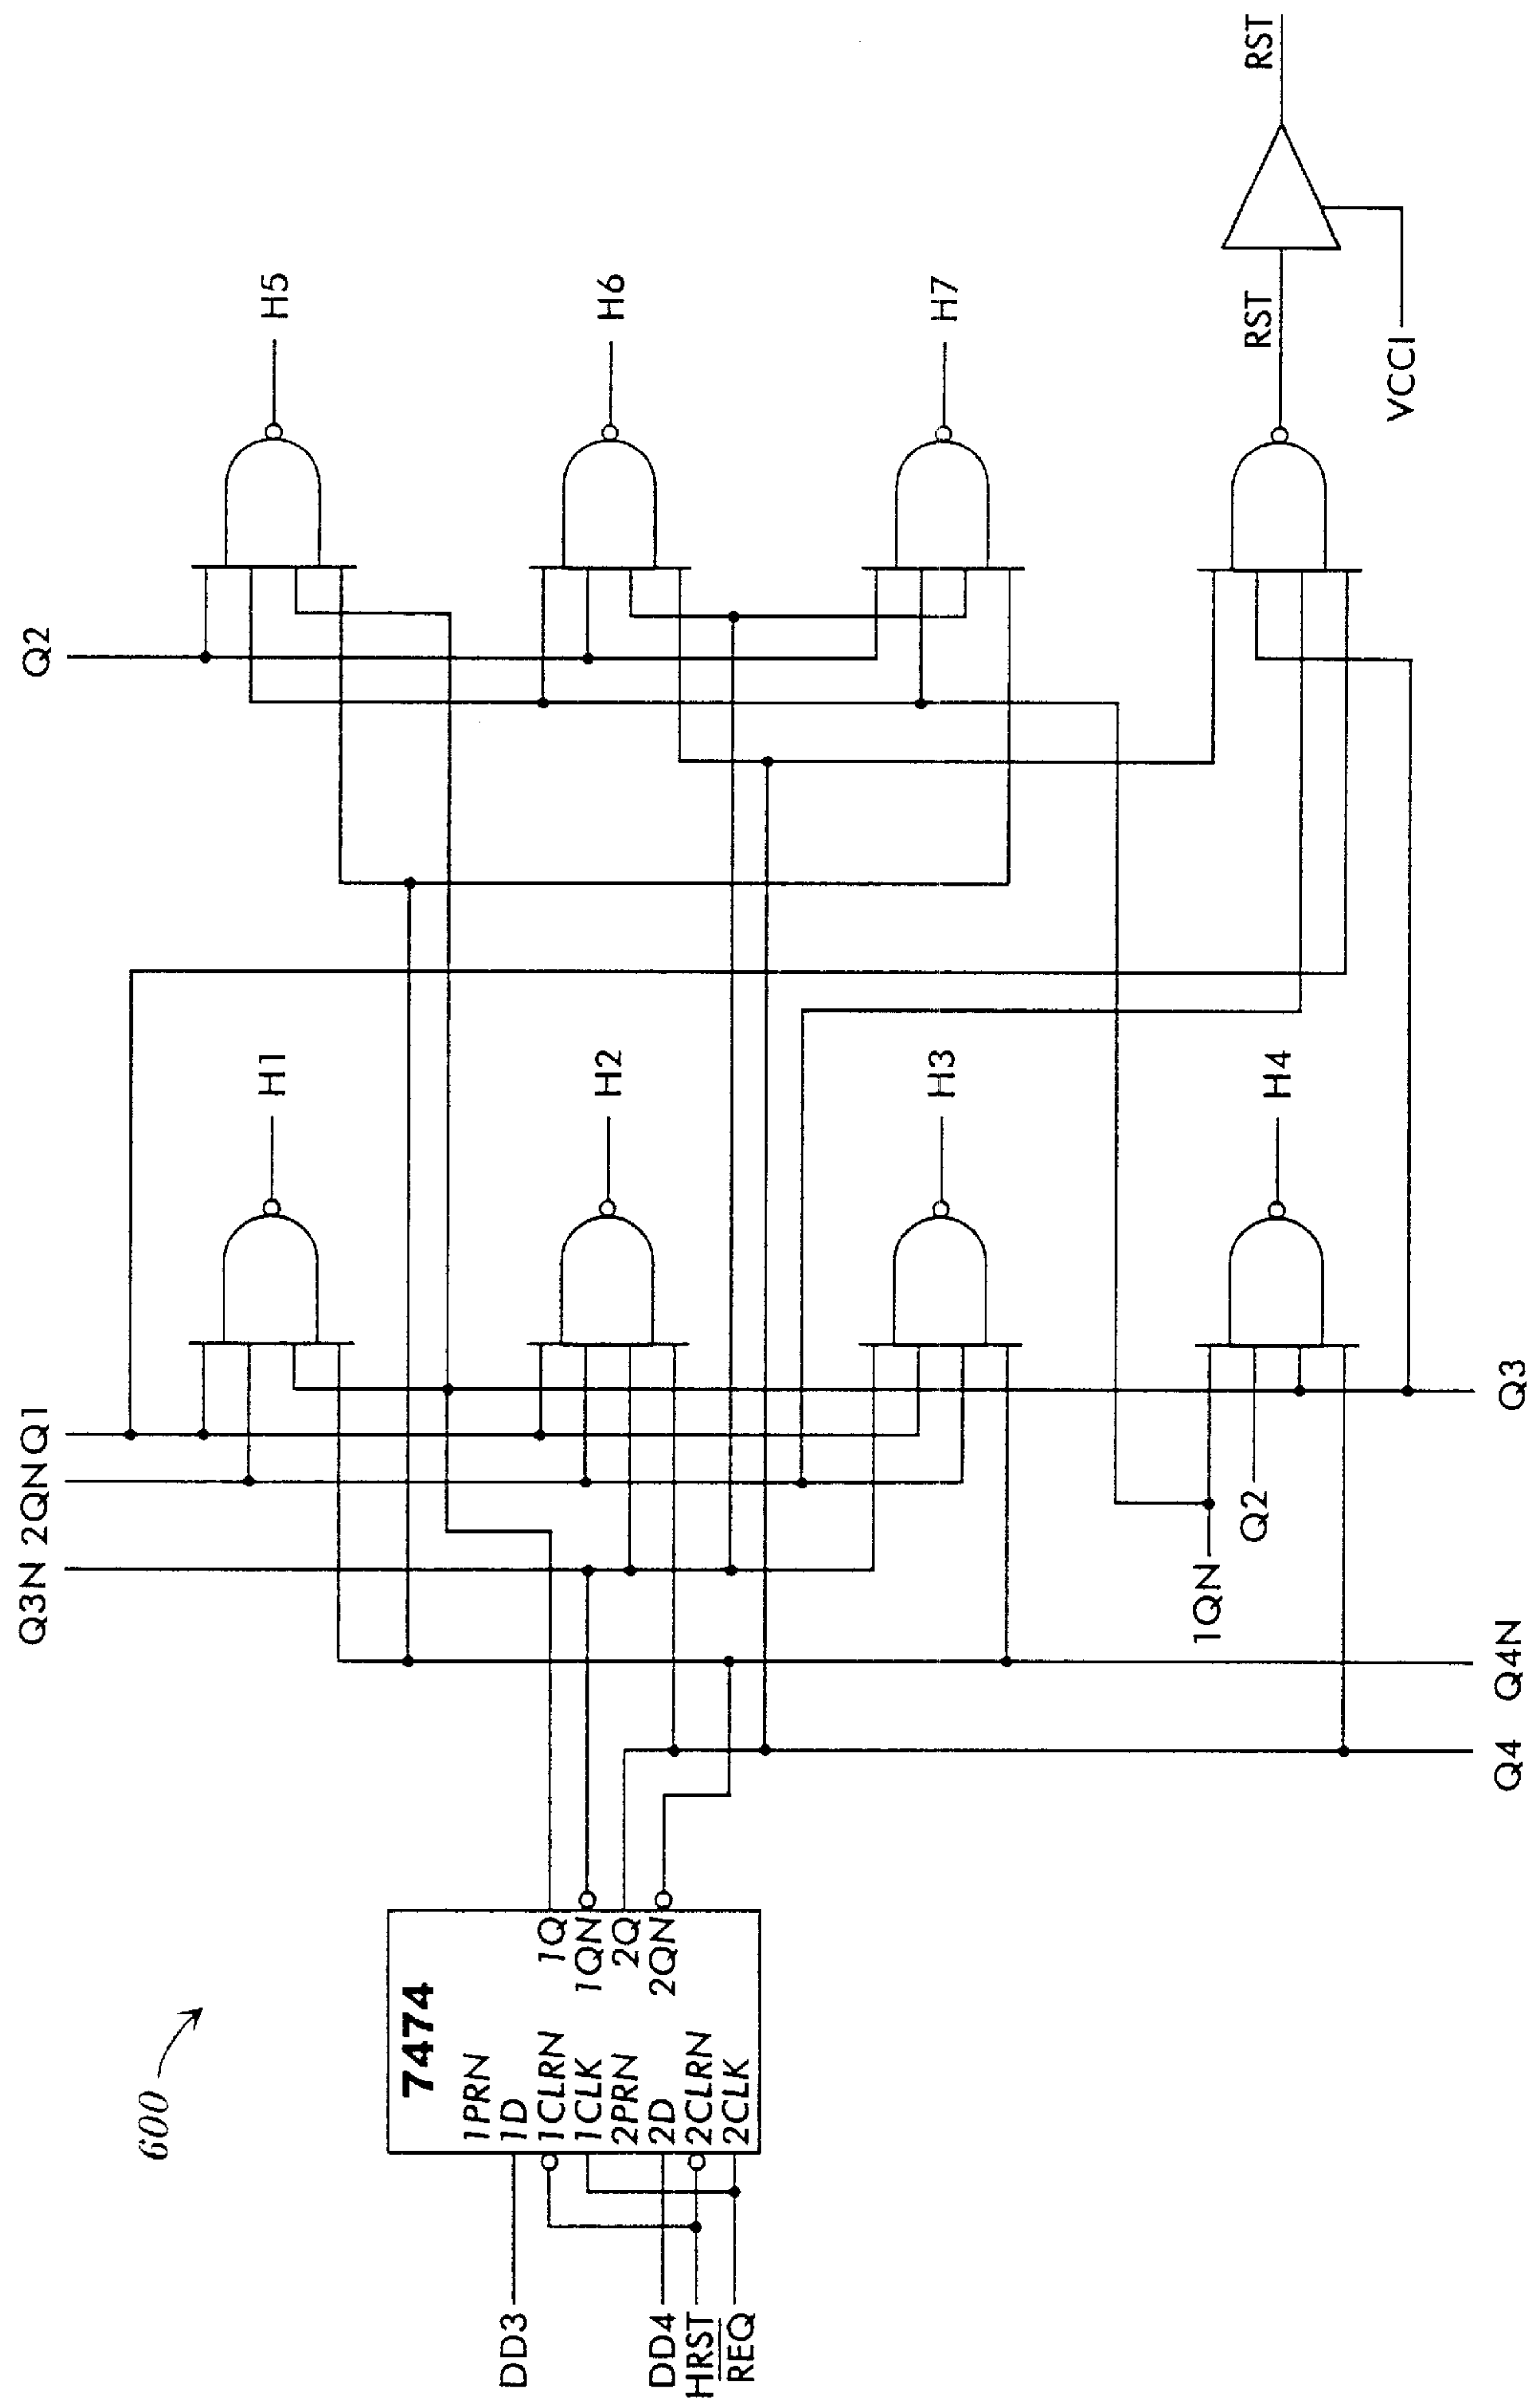 600
DD3
DD4
HRST
REQ
7474
1PRN
1D
1CLRN
1CLK
2PRN
2D
2CLRN
2CLK
1Q
1QN
2Q
2QN
Q3N
2QN
Q1
Q2
H1
H2
H3
H4
1QN
Q2
Q4
Q4N
Q3
H5
H6
H7
RST
VCCI
RST